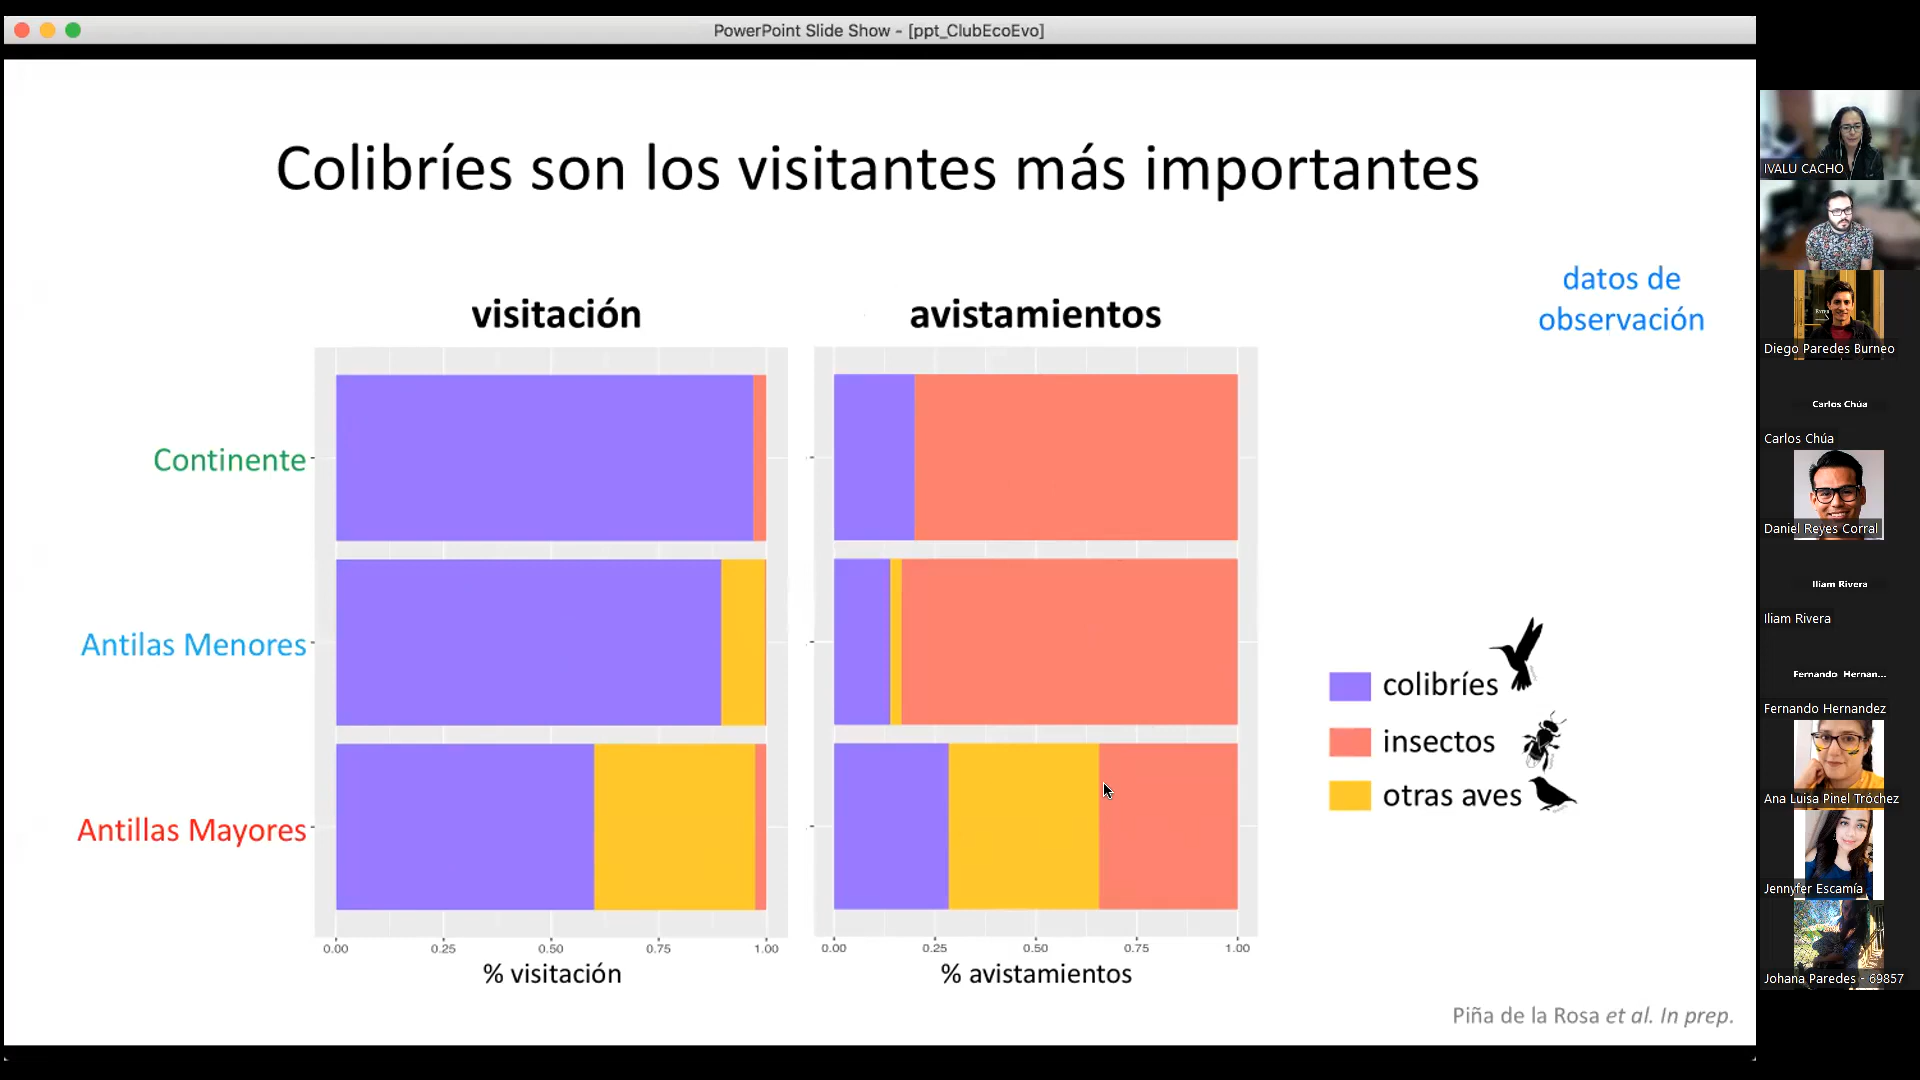 PowerPoint Slide Show - [ppt_ClubEcoEvo]
Colibríes son los visitantes más importantes
datos de
observación
visitación
avistamientos
Continente
Antilas Menores
Antillas Mayores
0.00 0.25 0.50 0.75 1.00
% visitación
0.00 0.25 0.50 0.75 1.00
% avistamientos
colibríes
insectos
otras aves
Piña de la Rosa et al. In prep.
IVALU CACHO
Diego Paredes Burneo
Carlos Chúa
Carlos Chúa
Daniel Reyes Corral
Iliam Rivera
Iliam Rivera
Fernando Hernan...
Fernando Hernandez
Ana Luisa Pinel Tróchez
Jennyfer Escamía
Johana Paredes - 69857